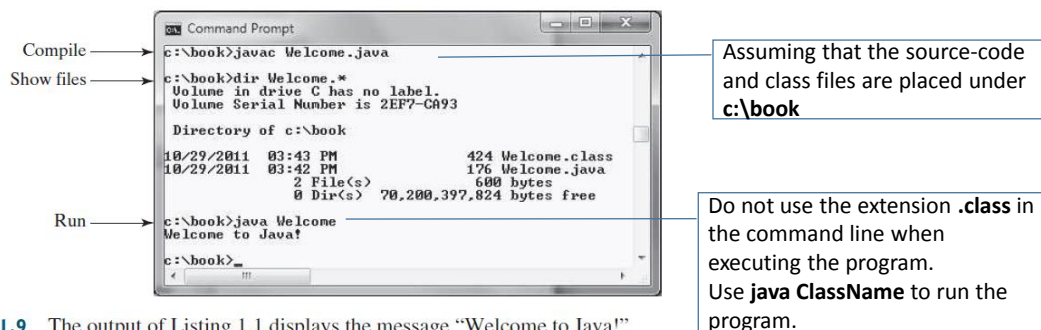 Command Prompt
Compile
c:\book>javac Welcome.java
Show files
c:\book>dir Welcome.*
Volume in drive C has no label.
Volume Serial Number is 2EF7-CA93
Directory of c:\book
10/29/2011 03:43 PM 424 Welcome.class
10/29/2011 03:42 PM 176 Welcome.java
2 File(s) 600 bytes
0 Dir(s) 70,200,397,824 bytes free
Run
c:\book>java Welcome
Welcome to Java!
c:\book>_
Assuming that the source-code
and class files are placed under
c:\book
Do not use the extension .class in
the command line when
executing the program.
Use java ClassName to run the
program.
1.9 The output of Listing 1.1 displays the message "Welcome to Java!"